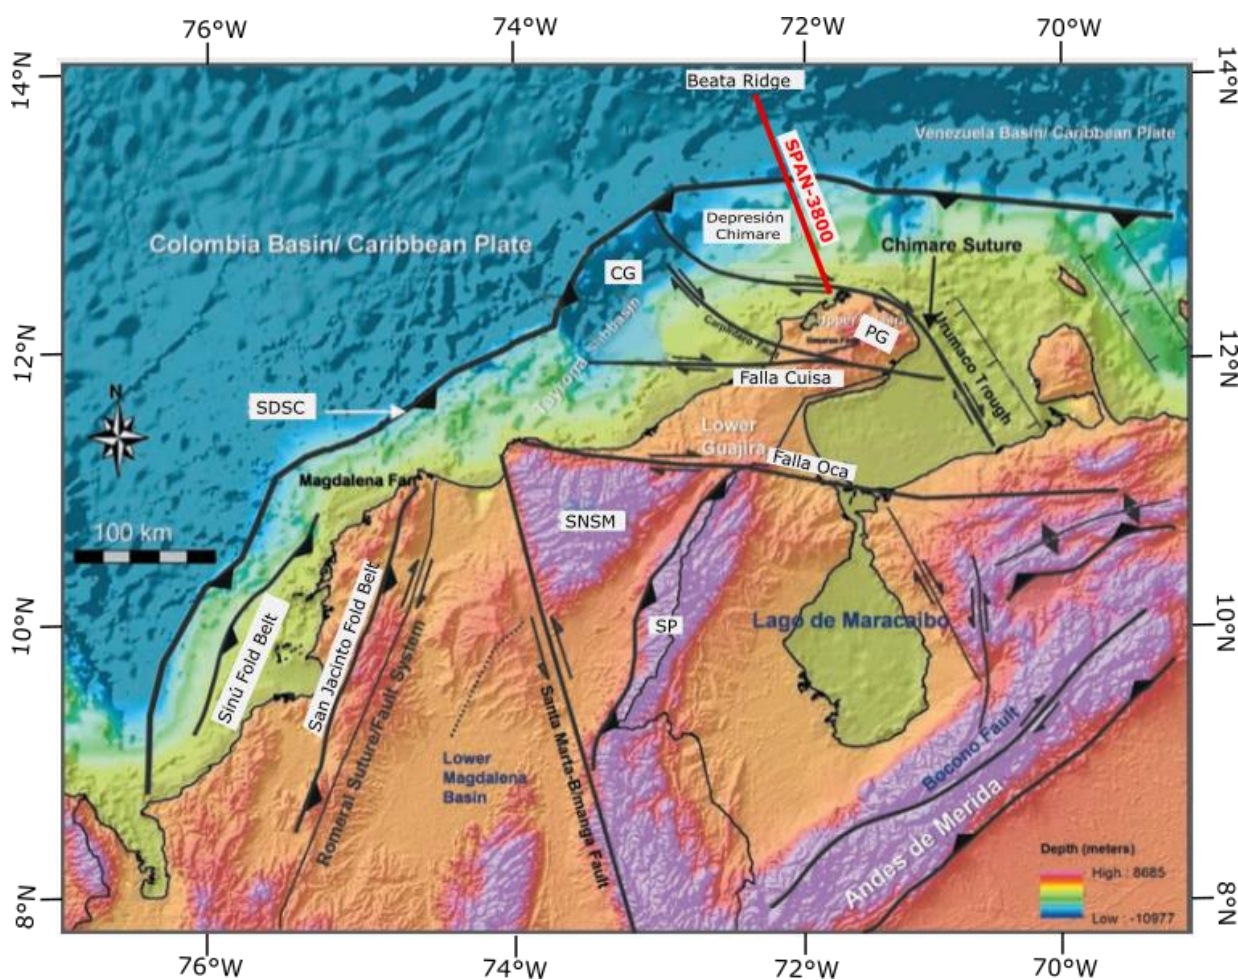 76°W
74°W
72°W
70°W
14°N
14°N
Beata Ridge
Venezuela Basin/ Caribbean Plate
SPAN-3800
Depresión
Chimare
Colombia Basin/ Caribbean Plate
Chimare Suture
CG
Urumaco Trough
PG
12°N
12°N
Falla Cuisa
N
SDSC
Lower
Guajira
Falla Oca
Magdalena Fan
100 km
SNSM
10°N
10°N
SP
Lago de Maracaibo
Sinú Fold Belt
San Jacinto Fold Belt
Romeral Suture/Fault System
Santa Marta-B/manga Fault
Lower
Magdalena
Basin
Bocono Fault
Andes de Merida
Depth (meters)
High : 8685
Low : -10977
8°N
8°N
76°W
74°W
72°W
70°W